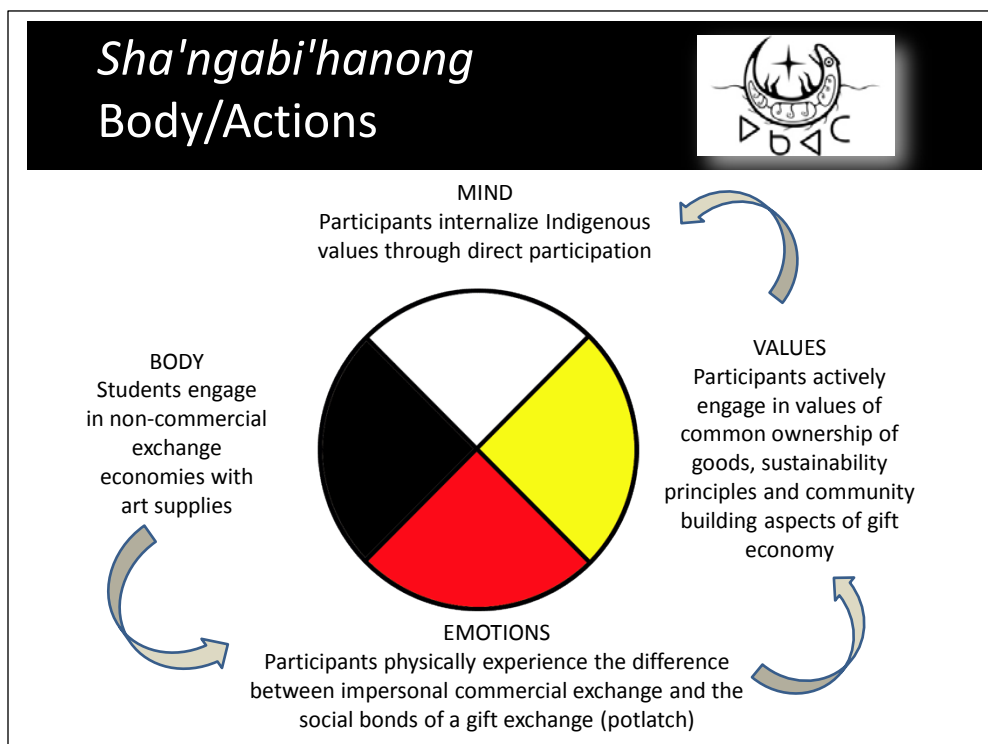 Sha'ngabi'hanong
Body/Actions
ᐅᑲᐊᑕ
MIND
Participants internalize Indigenous
values through direct participation
BODY
Students engage
in non-commercial
exchange
economies with
art supplies
VALUES
Participants actively
engage in values of
common ownership of
goods, sustainability
principles and community
building aspects of gift
economy
EMOTIONS
Participants physically experience the difference
between impersonal commercial exchange and the
social bonds of a gift exchange (potlatch)